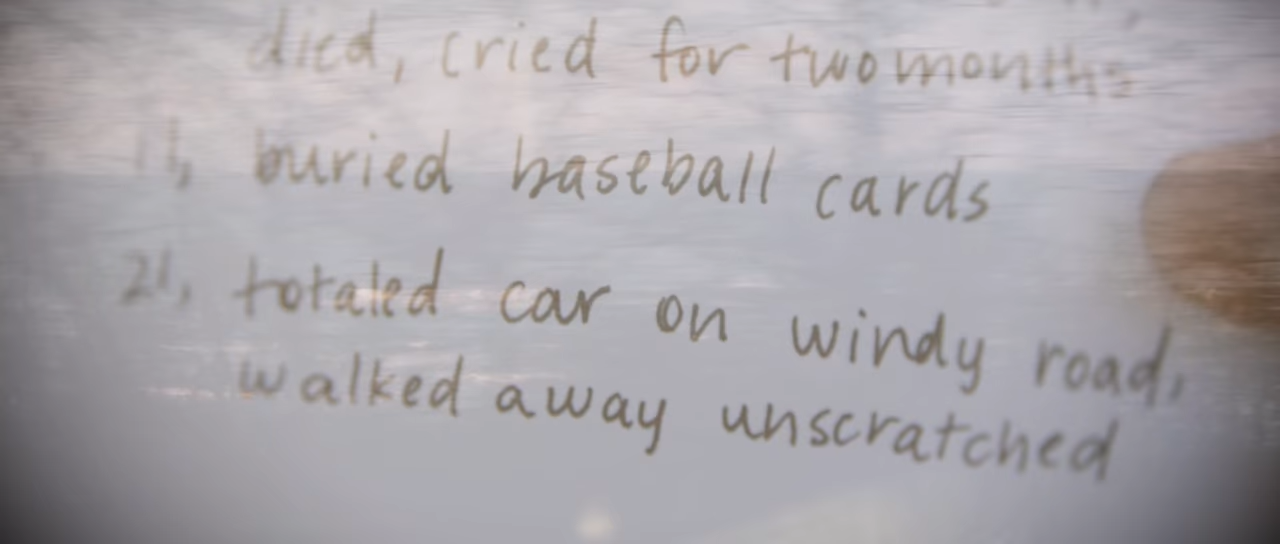 died, cried for two months
11, buried baseball cards
21, totaled car on windy road,
walked away unscratched